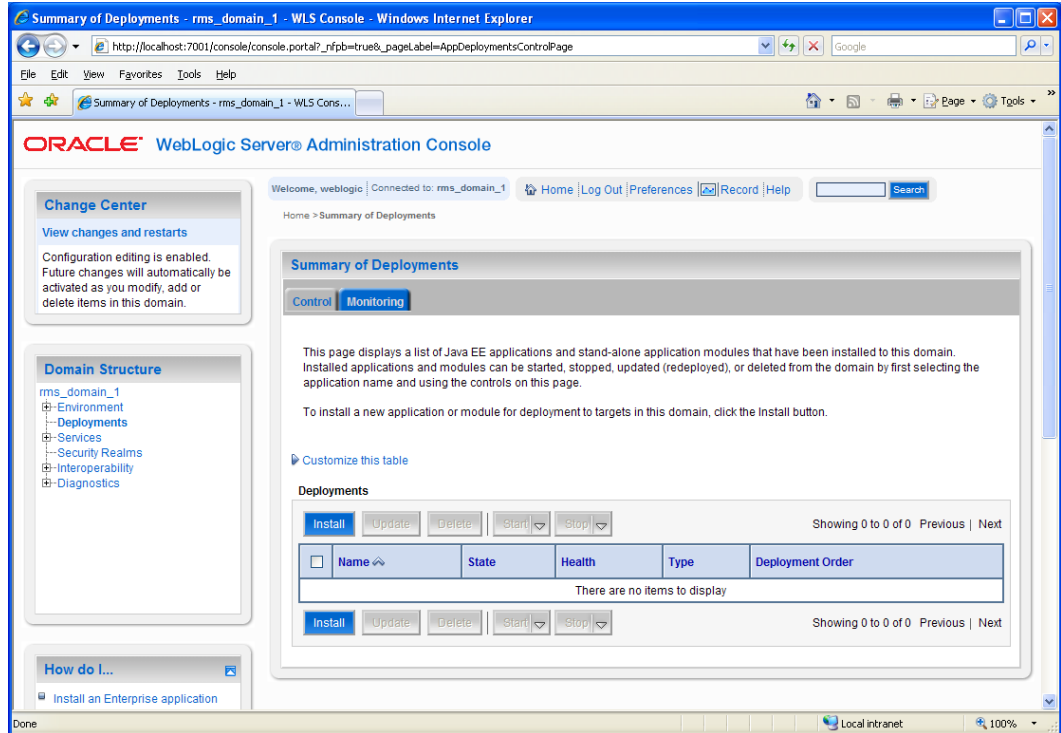 Summary of Deployments - rms_domain_1 - WLS Console - Windows Internet Explorer
http://localhost:7001/console/console.portal?_nfpb=true&_pageLabel=AppDeploymentsControlPage
Google
File Edit View Favorites Tools Help
Summary of Deployments - rms_domain_1 - WLS Cons...
Page Tools
ORACLE WebLogic Server® Administration Console
Change Center
View changes and restarts
Configuration editing is enabled.
Future changes will automatically be
activated as you modify, add or
delete items in this domain.
Domain Structure
rms_domain_1
Environment
Deployments
Services
Security Realms
Interoperability
Diagnostics
How do I...
Install an Enterprise application
Welcome, weblogic Connected to: rms_domain_1 Home Log Out Preferences Record Help Search
Home > Summary of Deployments
Summary of Deployments
Control Monitoring
This page displays a list of Java EE applications and stand-alone application modules that have been installed to this domain.
Installed applications and modules can be started, stopped, updated (redeployed), or deleted from the domain by first selecting the
application name and using the controls on this page.
To install a new application or module for deployment to targets in this domain, click the Install button.
Customize this table
Deployments
Install Update Delete Start Stop Showing 0 to 0 of 0 Previous | Next
Name State Health Type Deployment Order
There are no items to display
Install Update Delete Start Stop Showing 0 to 0 of 0 Previous | Next
Done Local intranet 100%